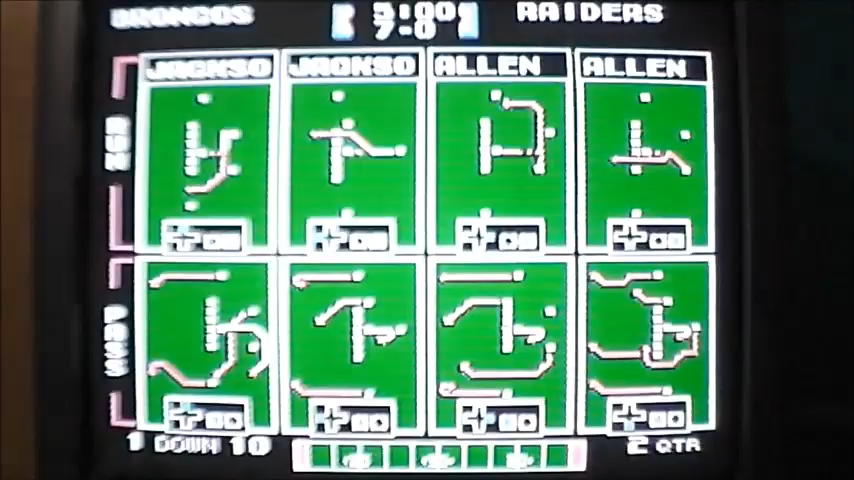 BRONCOS 5:00 RAIDERS
7-0
JACKSO JACKSO ALLEN ALLEN
RUN
PASS
1 DOWN 10 2 QTR